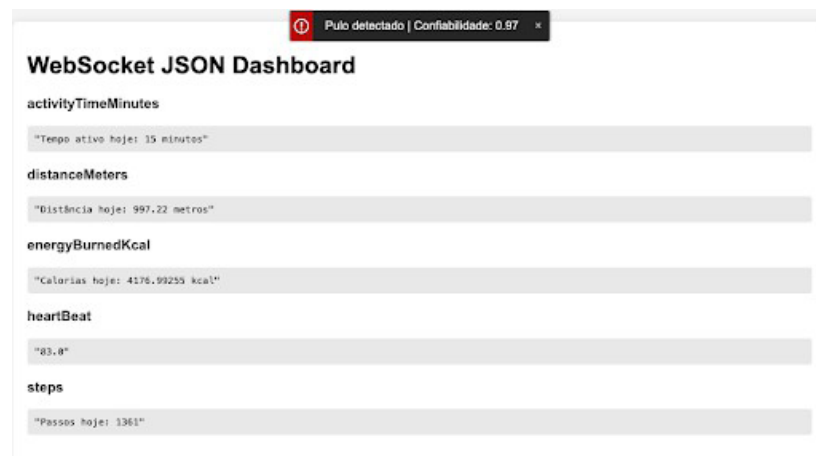 Pulo detectado | Confiabilidade: 0.97 ×
WebSocket JSON Dashboard
activityTimeMinutes
"Tempo ativo hoje: 15 minutos"
distanceMeters
"Distância hoje: 997.22 metros"
energyBurnedKcal
"Calorias hoje: 4176.99255 kcal"
heartBeat
"83.0"
steps
"Passos hoje: 1361"